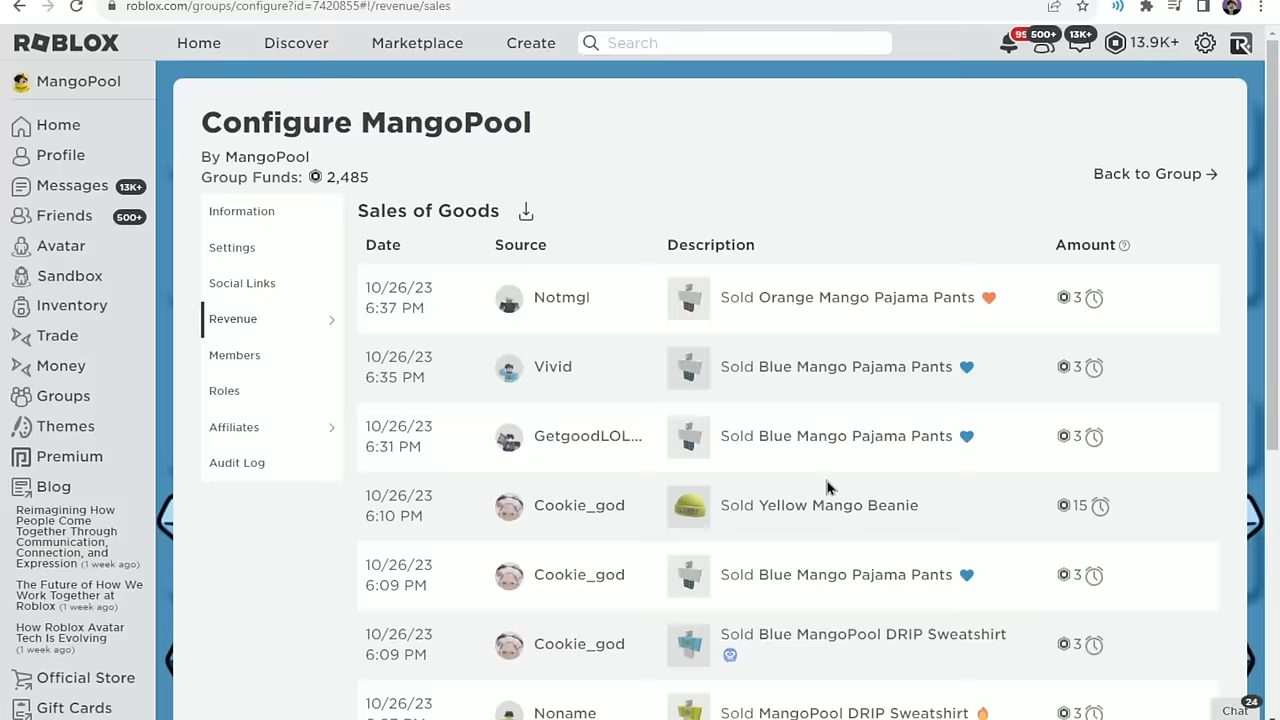 roblox.com/groups/configure?id=7420855#!/revenue/sales
ROBLOX
Home
Discover
Marketplace
Create
Search
500+
13K+
13.9K+
MangoPool
Home
Profile
Messages 13K+
Friends 500+
Avatar
Sandbox
Inventory
Trade
Money
Groups
Themes
Premium
Blog
Reimagining How
People Come
Together Through
Communication,
Connection, and
Expression (1 week ago)
The Future of How We
Work Together at
Roblox (1 week ago)
How Roblox Avatar
Tech Is Evolving
(1 week ago)
Official Store
Gift Cards
Configure MangoPool
By MangoPool
Group Funds: 2,485
Back to Group →
Information
Settings
Social Links
Revenue
Members
Roles
Affiliates
Audit Log
Sales of Goods
Date Source Description Amount
10/26/23
6:37 PM
Notmgl
Sold Orange Mango Pajama Pants 🧡
3
10/26/23
6:35 PM
Vivid
Sold Blue Mango Pajama Pants 💙
3
10/26/23
6:31 PM
GetgoodLOL...
Sold Blue Mango Pajama Pants 💙
3
10/26/23
6:10 PM
Cookie_god
Sold Yellow Mango Beanie
15
10/26/23
6:09 PM
Cookie_god
Sold Blue Mango Pajama Pants 💙
3
10/26/23
6:09 PM
Cookie_god
Sold Blue MangoPool DRIP Sweatshirt
3
10/26/23
Noname
Sold MangoPool DRIP Sweatshirt 🔥
3
Chat
24